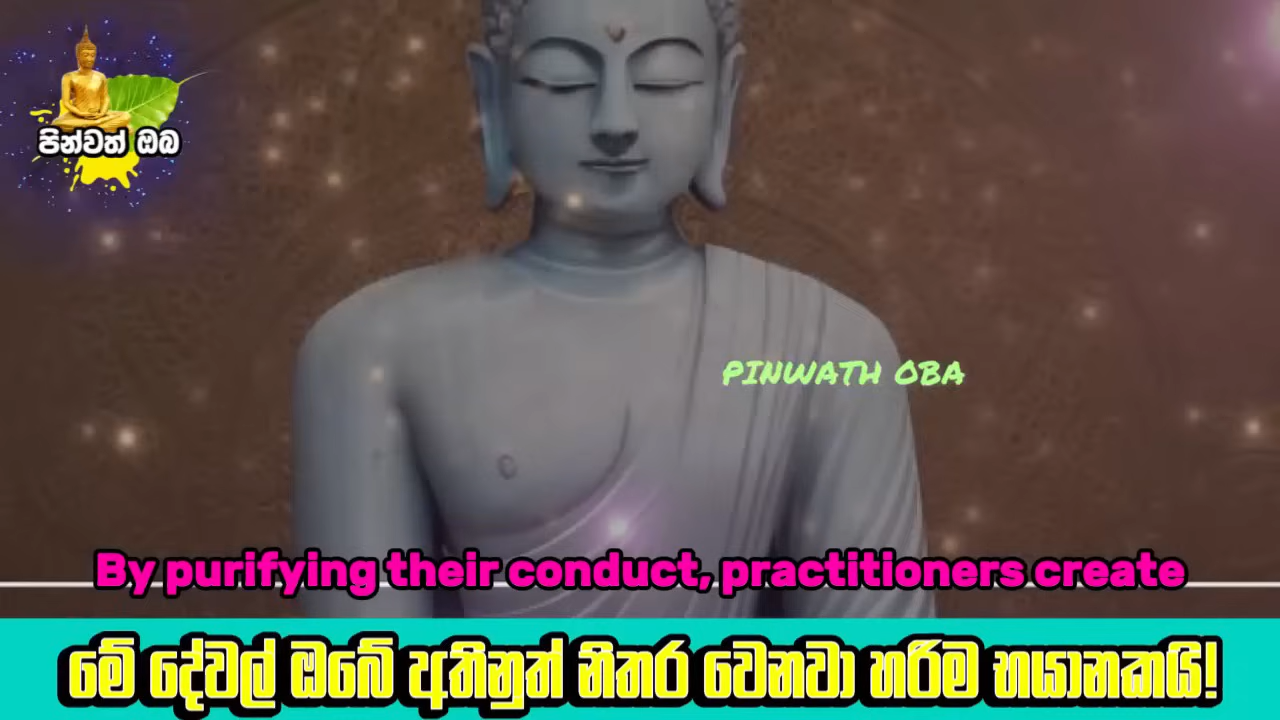 පින්වත් ඔබ
PINWATH OBA
By purifying their conduct, practitioners create
මේ දේවල් ඔබේ අතිනුත් නිතර වෙනවා හරිම භයානකයි!